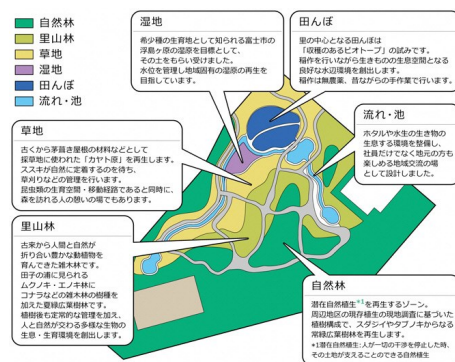 自然林
里山林
草地
湿地
田んぼ
流れ・池
湿地
希少種の生育地として知られる富士市の
浮島ヶ原の湿原を目標として、
その土をもらい受けました。
水位を管理し地域固有の湿原の再生を
目指しています。
田んぼ
里の中心となる田んぼは
「収穫のあるビオトープ」の試みです。
稲作を行いながら生きものの生息空間となる
良好な水辺環境を創出します。
稲作は無農薬、昔ながらの手作業で行います。
流れ・池
ホタルや水生の生き物の
生息する環境を整備し、
社員だけでなく地元の方も
楽しめる地域交流の場
として設計しました。
草地
古くから茅葺き屋根の材料などとして
採草地に使われた「カヤト原」を再生します。
ススキが自然に定着するのを待ち、
草刈りなどの管理を行います。
昆虫類の生育空間・移動経路であると同時に、
森を訪れる人の憩いの場でもあります。
里山林
古来から人間と自然が
折り合い豊かな動植物を
育んできた雑木林です。
田子の浦に見られる
ムクノキ・エノキ林に
コナラなどの雑木林の樹種を
加えた夏緑広葉樹林です。
植樹後も定常的な管理を加え、
人と自然が交わる多様な生物の
生息・生育環境を創出します。
自然林
潜在自然植生*1を再生するゾーン。
周辺地区の現存植生の現地調査に基づいた
植樹構成で、スダジイやタブノキからなる
常緑広葉樹林を再生します。
*1潜在自然植生:人が一切の干渉を停止した時、
その土地が支えることのできる自然植生